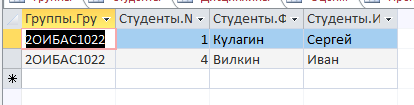 Группы.Гру Студенты.N Студенты.Ф Студенты.И
2ОИБАС1022 1 Кулагин Сергей
2ОИБАС1022 4 Вилкин Иван